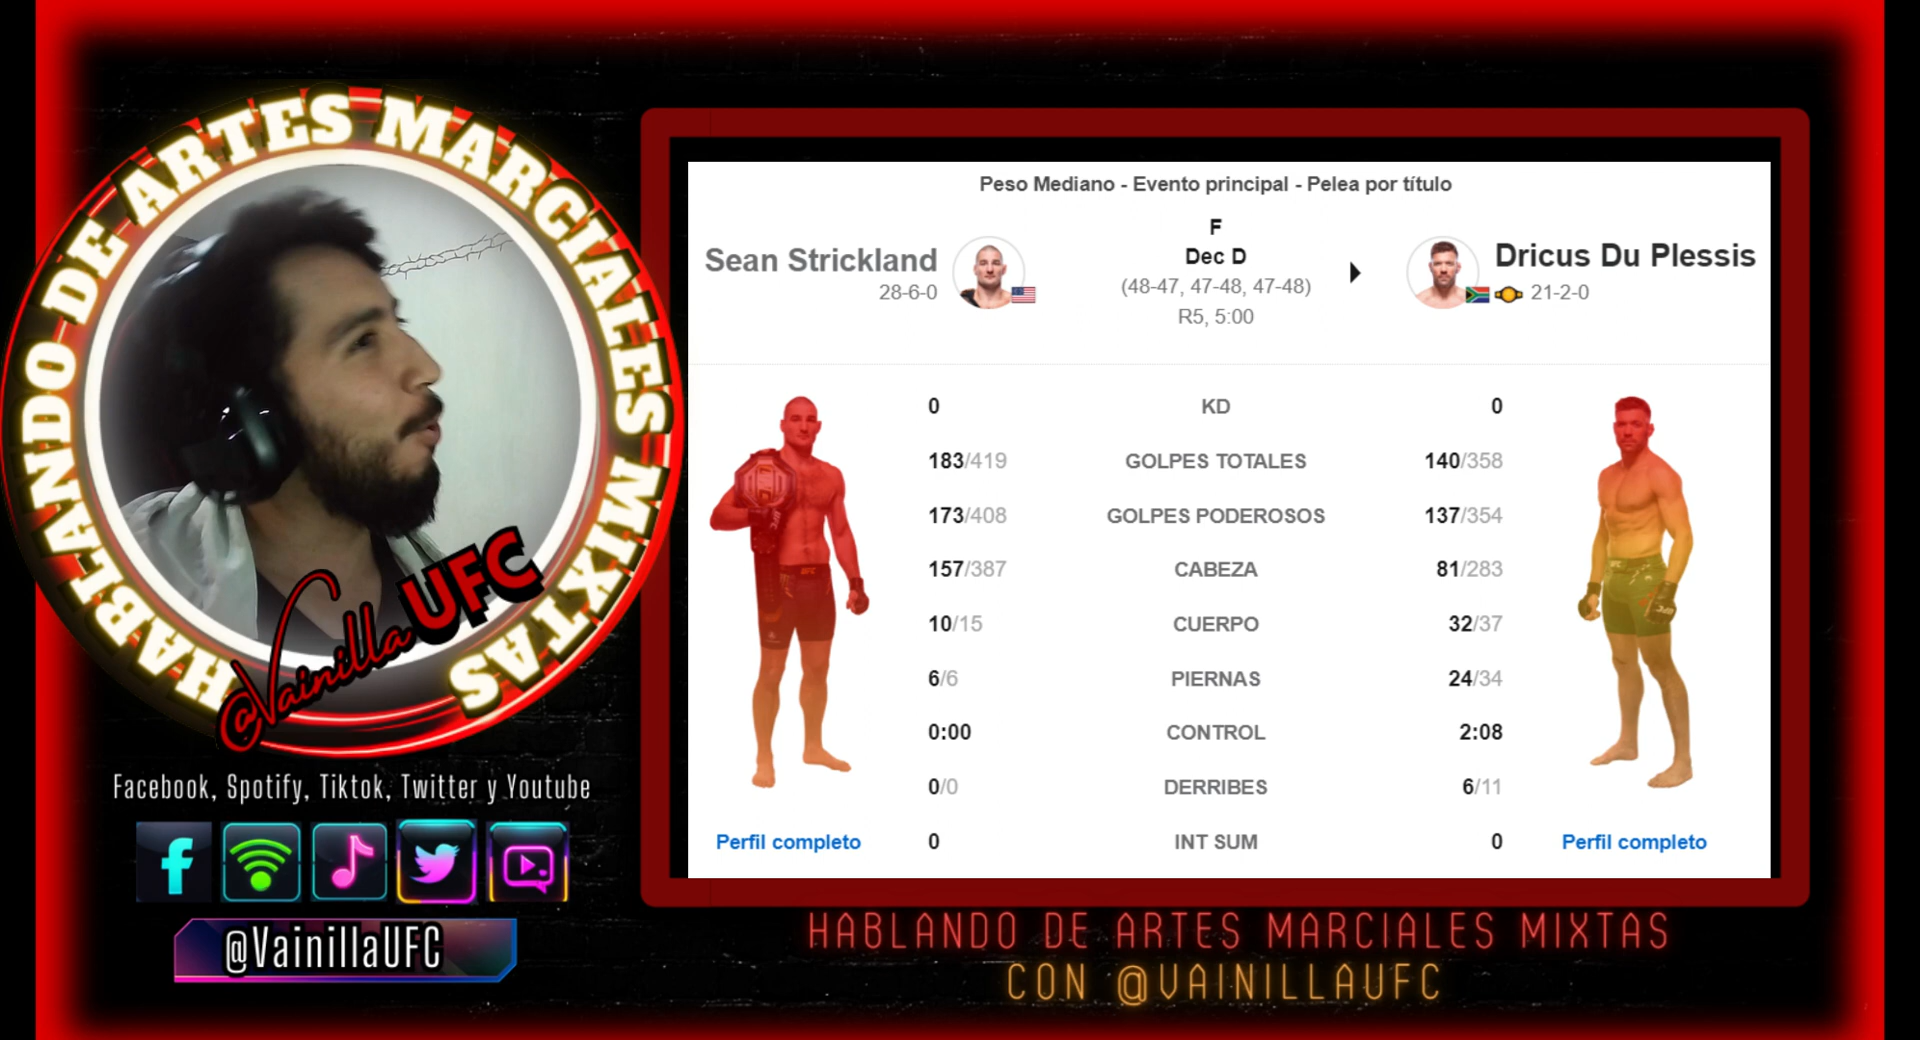 HABLANDO DE ARTES MARCIALES MIXTAS
@Vainilla UFC
Facebook, Spotify, Tiktok, Twitter y Youtube
@VainillaUFC
Peso Mediano - Evento principal - Pelea por título
Sean Strickland
28-6-0
F
Dec D
(48-47, 47-48, 47-48)
R5, 5:00
Dricus Du Plessis
21-2-0
0 KD 0
183/419 GOLPES TOTALES 140/358
173/408 GOLPES PODEROSOS 137/354
157/387 CABEZA 81/283
10/15 CUERPO 32/37
6/6 PIERNAS 24/34
0:00 CONTROL 2:08
0/0 DERRIBES 6/11
Perfil completo 0 INT SUM 0 Perfil completo
HABLANDO DE ARTES MARCIALES MIXTAS
CON @VAINILLAUFC